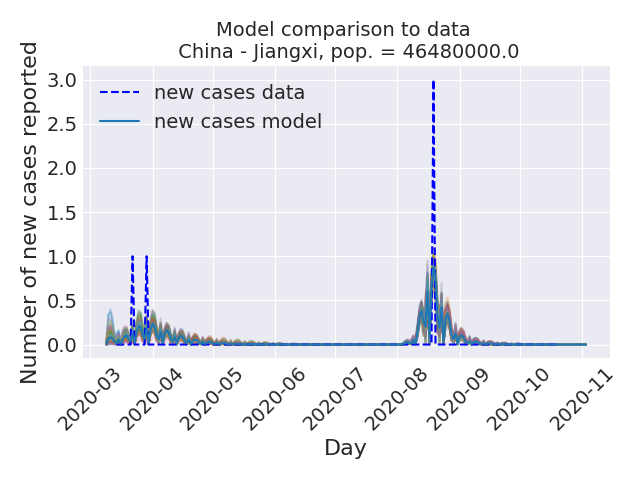 Model comparison to data
China - Jiangxi, pop. = 46480000.0
Number of new cases reported
3.0
2.5
2.0
1.5
1.0
0.5
0.0
new cases data
new cases model
2020-03
2020-04
2020-05
2020-06
2020-07
2020-08
2020-09
2020-10
2020-11
Day